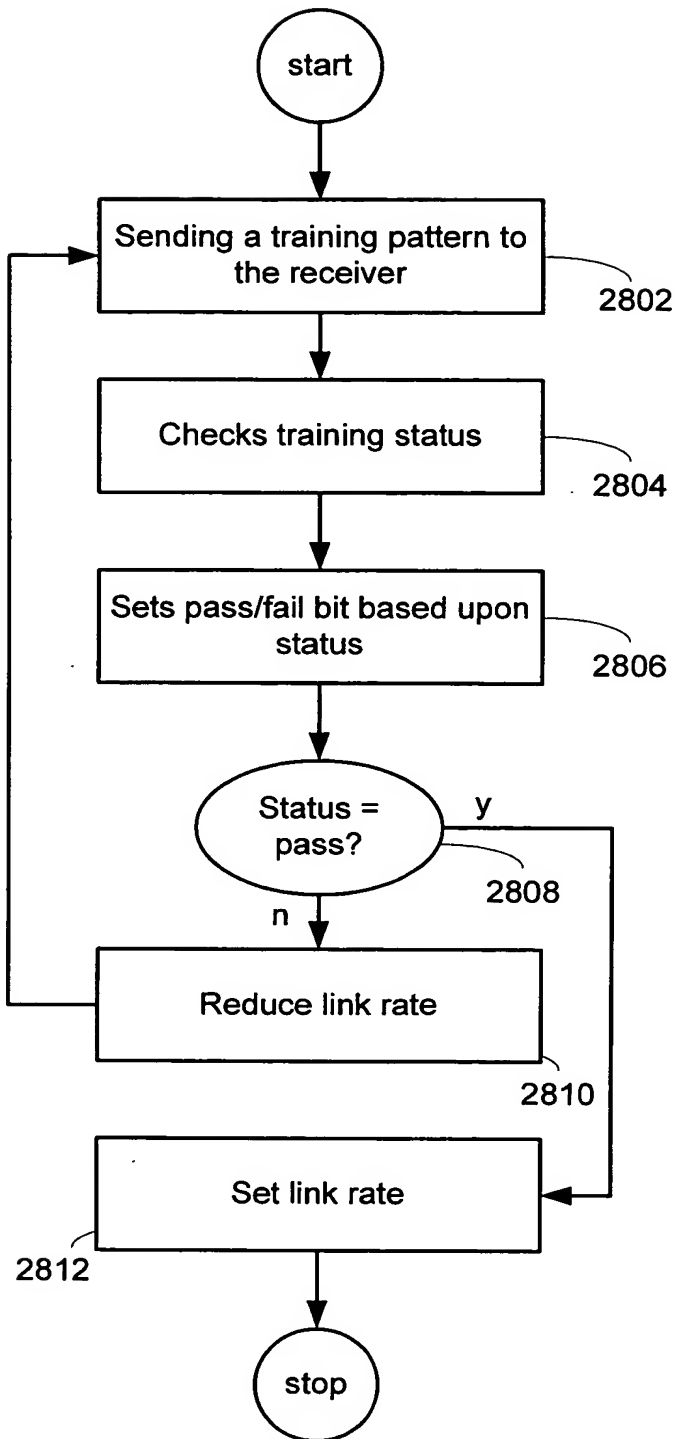 start
Sending a training pattern to
the receiver
2802
Checks training status
2804
Sets pass/fail bit based upon
status
2806
Status =
pass?
y
2808
n
Reduce link rate
2810
Set link rate
2812
stop